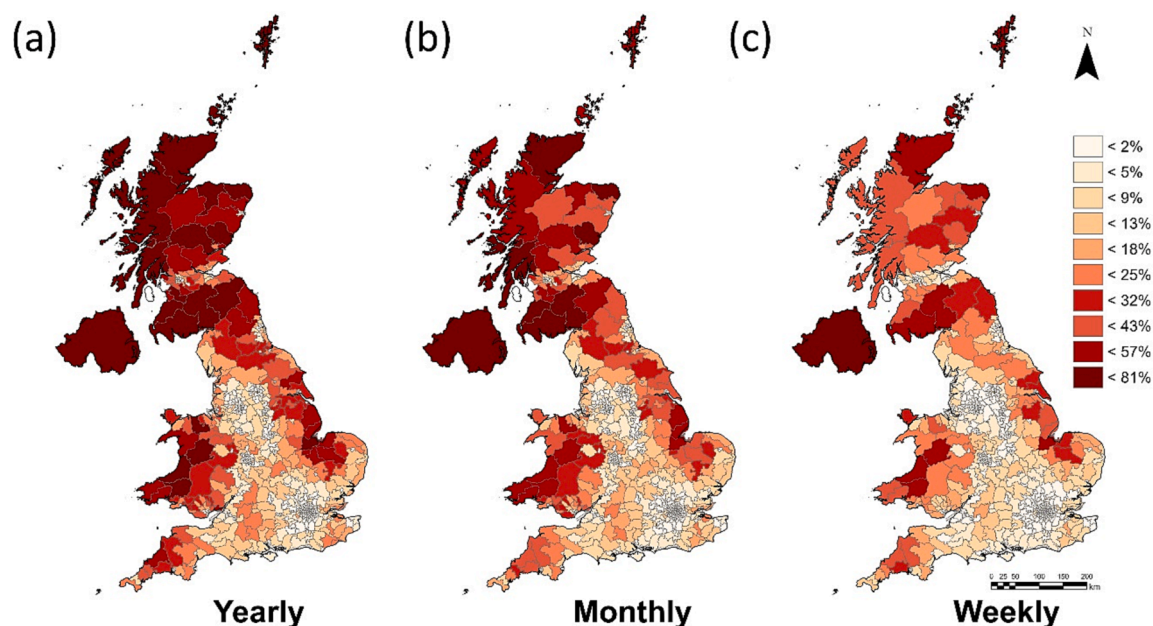 (a)
(b)
(c)
N
< 2%
< 5%
< 9%
< 13%
< 18%
< 25%
< 32%
< 43%
< 57%
< 81%
0 25 50 100 150 200
km
Yearly
Monthly
Weekly